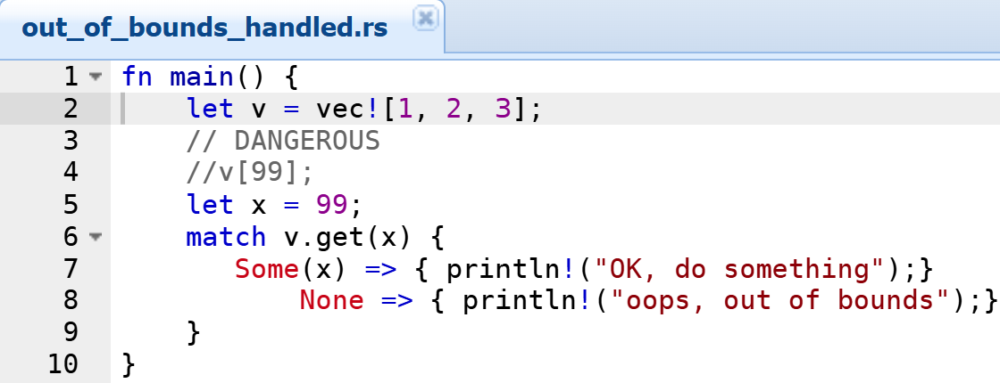 out_of_bounds_handled.rs
1 fn main() {
2     let v = vec![1, 2, 3];
3     // DANGEROUS
4     //v[99];
5     let x = 99;
6     match v.get(x) {
7        Some(x) => { println!("OK, do something");}
8            None => { println!("oops, out of bounds");}
9     }
10 }